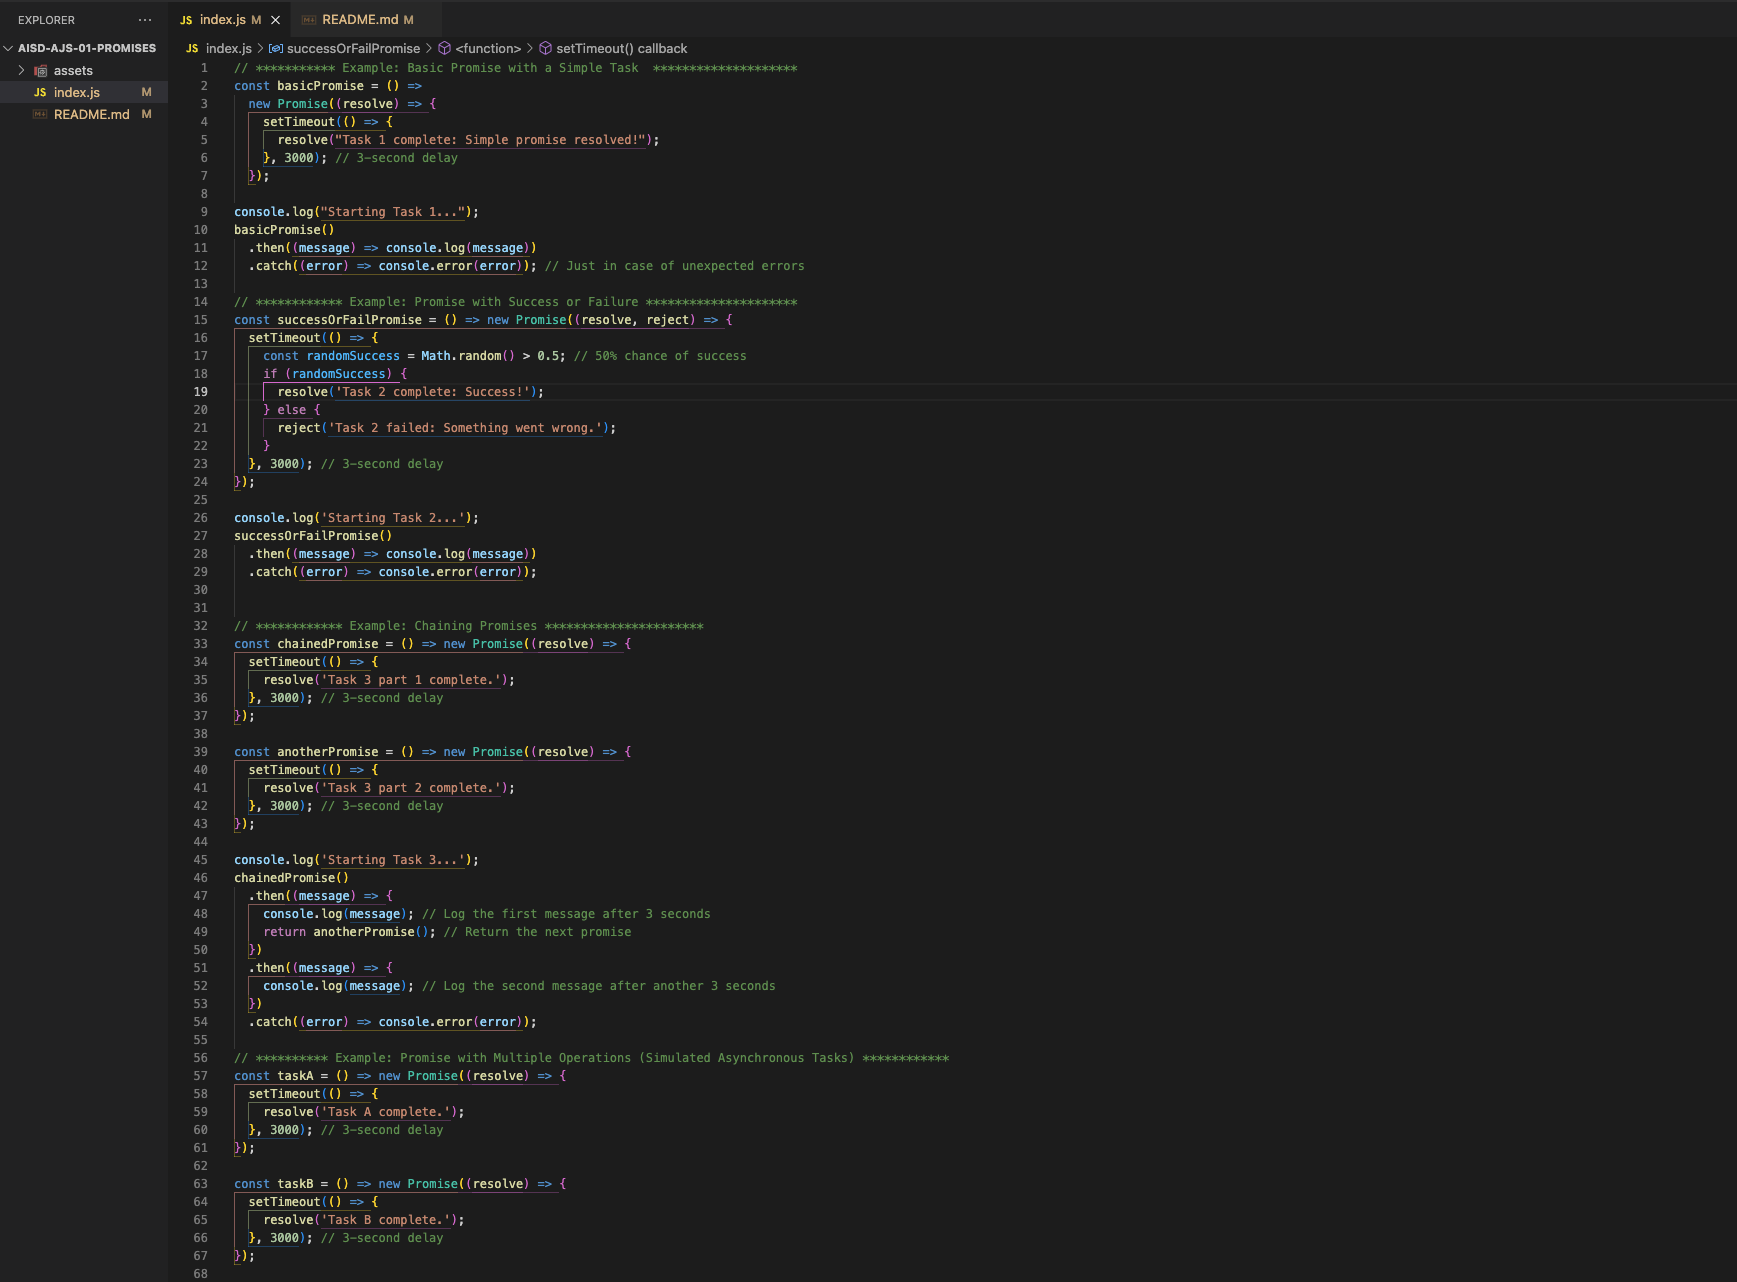 EXPLORER
AISD-AJS-01-PROMISES
assets
JS index.js M
README.md M
JS index.js M
README.md M
JS index.js > successOrFailPromise > <function> > setTimeout() callback
1 // *********** Example: Basic Promise with a Simple Task  ********************
2 const basicPromise = () =>
3   new Promise((resolve) => {
4     setTimeout(() => {
5       resolve("Task 1 complete: Simple promise resolved!");
6     }, 3000); // 3-second delay
7   });
8
9 console.log("Starting Task 1...");
10 basicPromise()
11   .then((message) => console.log(message))
12   .catch((error) => console.error(error)); // Just in case of unexpected errors
13
14 // ************ Example: Promise with Success or Failure *********************
15 const successOrFailPromise = () => new Promise((resolve, reject) => {
16   setTimeout(() => {
17     const randomSuccess = Math.random() > 0.5; // 50% chance of success
18     if (randomSuccess) {
19       resolve('Task 2 complete: Success!');
20     } else {
21       reject('Task 2 failed: Something went wrong.');
22     }
23   }, 3000); // 3-second delay
24 });
25
26 console.log('Starting Task 2...');
27 successOrFailPromise()
28   .then((message) => console.log(message))
29   .catch((error) => console.error(error));
30
31
32 // ************ Example: Chaining Promises **********************
33 const chainedPromise = () => new Promise((resolve) => {
34   setTimeout(() => {
35     resolve('Task 3 part 1 complete.');
36   }, 3000); // 3-second delay
37 });
38
39 const anotherPromise = () => new Promise((resolve) => {
40   setTimeout(() => {
41     resolve('Task 3 part 2 complete.');
42   }, 3000); // 3-second delay
43 });
44
45 console.log('Starting Task 3...');
46 chainedPromise()
47   .then((message) => {
48     console.log(message); // Log the first message after 3 seconds
49     return anotherPromise(); // Return the next promise
50   })
51   .then((message) => {
52     console.log(message); // Log the second message after another 3 seconds
53   })
54   .catch((error) => console.error(error));
55
56 // ********** Example: Promise with Multiple Operations (Simulated Asynchronous Tasks) ************
57 const taskA = () => new Promise((resolve) => {
58   setTimeout(() => {
59     resolve('Task A complete.');
60   }, 3000); // 3-second delay
61 });
62
63 const taskB = () => new Promise((resolve) => {
64   setTimeout(() => {
65     resolve('Task B complete.');
66   }, 3000); // 3-second delay
67 });
68